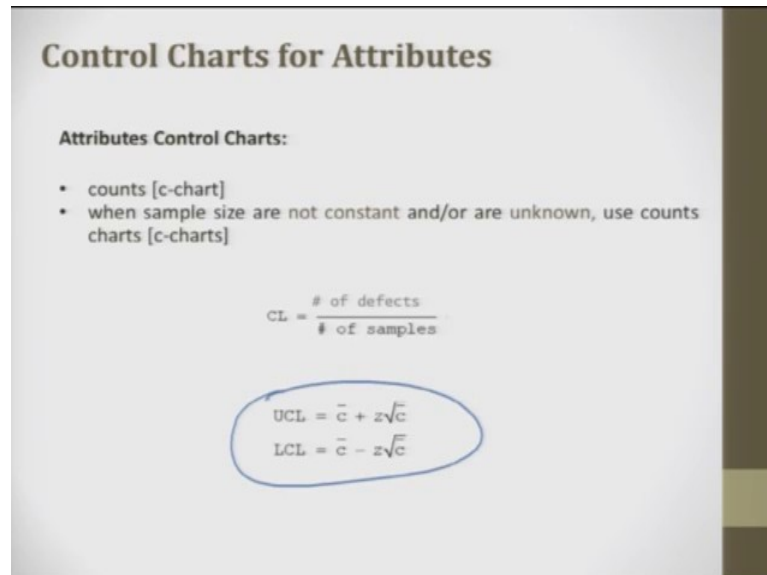 Control Charts for Attributes
Attributes Control Charts:
• counts [c-chart]
• when sample size are not constant and/or are unknown, use counts
charts [c-charts]
CL = # of defects
# of samples
UCL = c̄ + z√c̄
LCL = c̄ − z√c̄